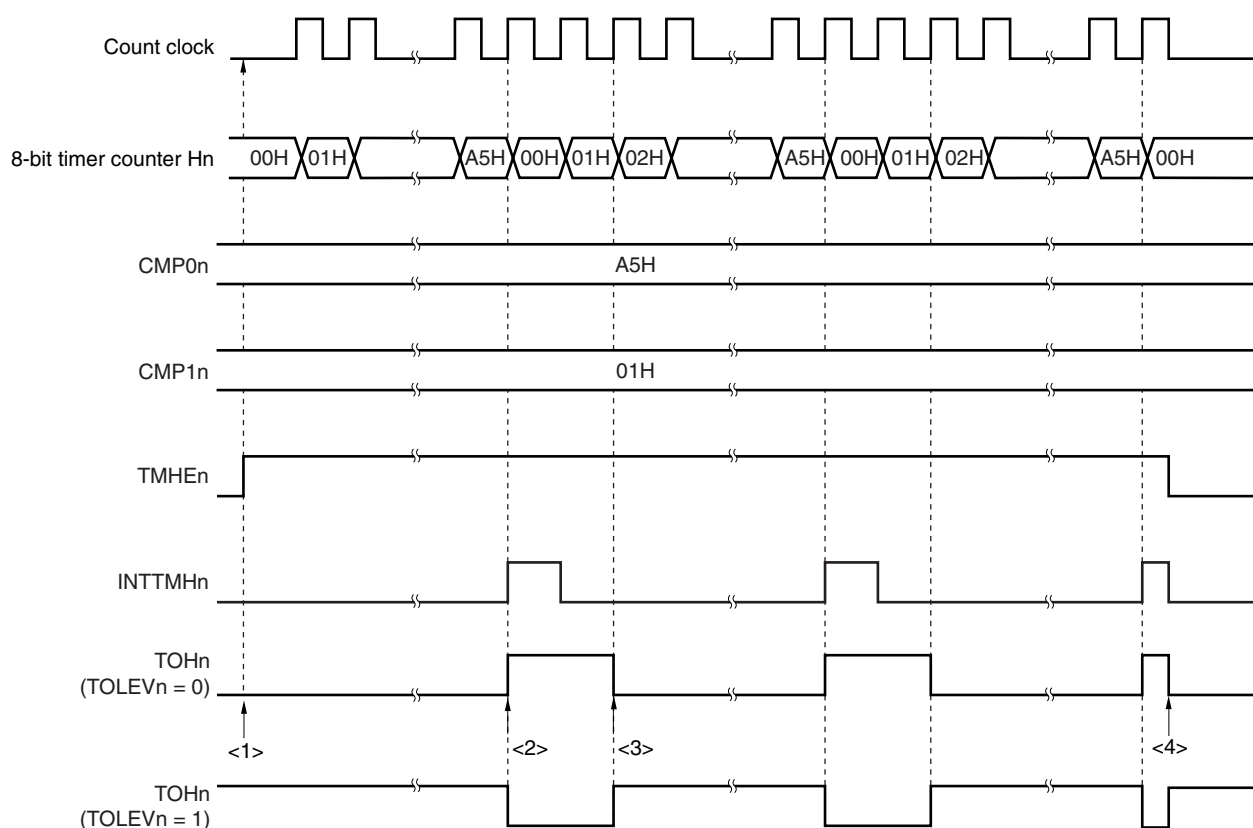 Count clock
8-bit timer counter Hn 00H 01H A5H 00H 01H 02H A5H 00H 01H 02H A5H 00H
CMP0n A5H
CMP1n 01H
TMHEn
INTTMHn
TOHn
(TOLEVn = 0)
<1> <2> <3> <4>
TOHn
(TOLEVn = 1)